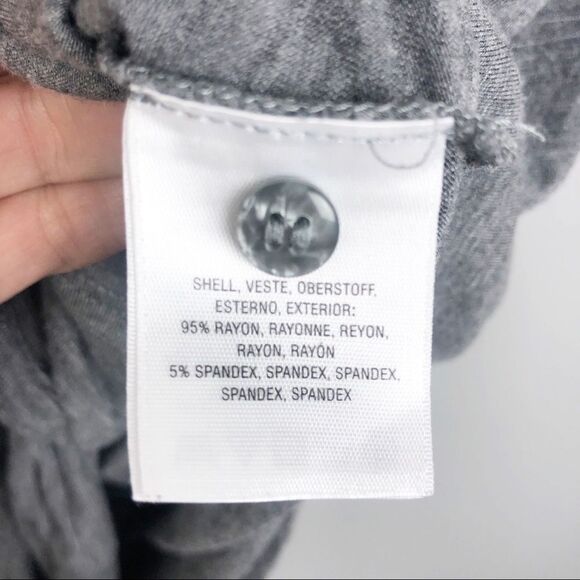 SHELL, VESTE, OBERSTOFF,
ESTERNO, EXTERIOR:
95% RAYON, RAYONNE, REYON,
RAYON, RAYÓN
5% SPANDEX, SPANDEX, SPANDEX,
SPANDEX, SPANDEX